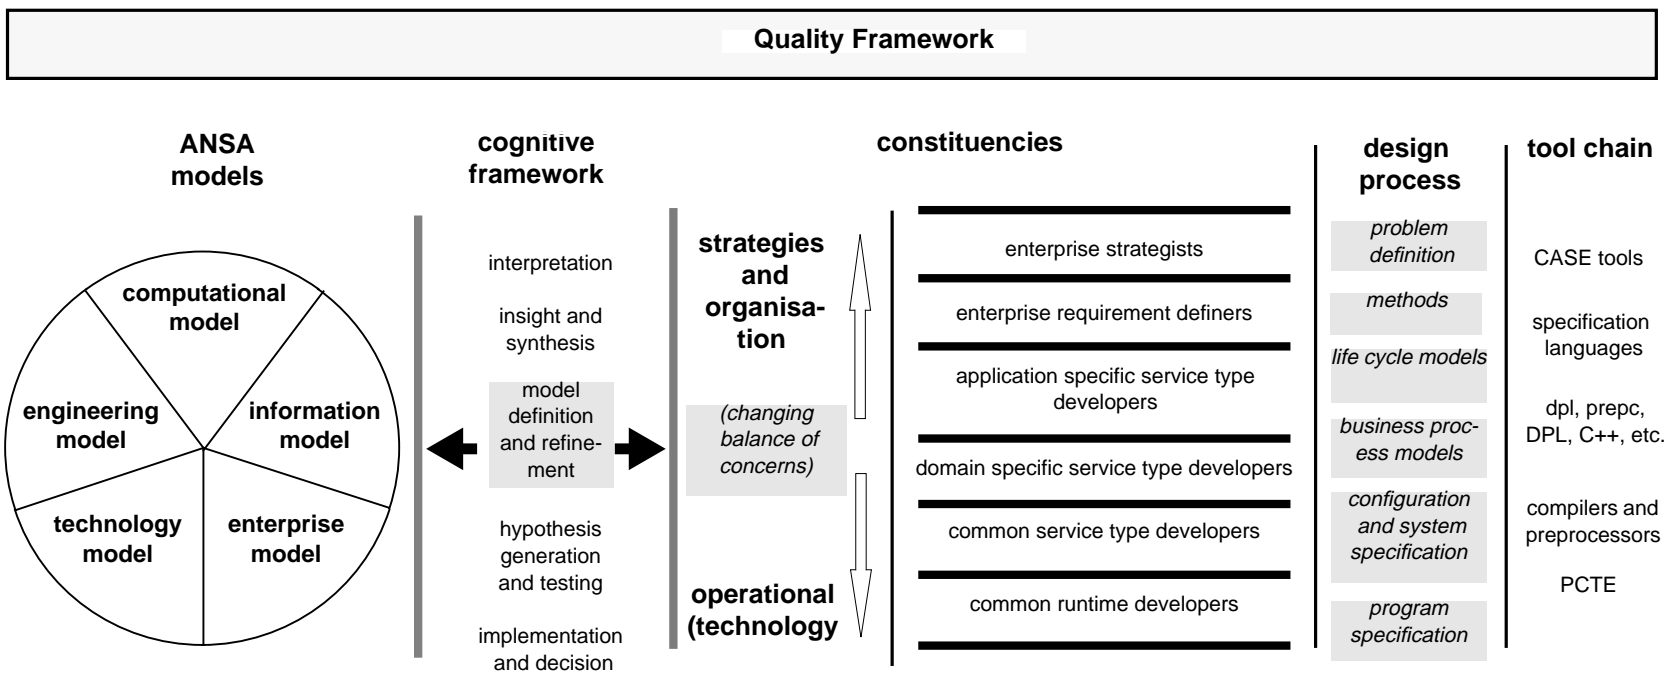 Quality Framework
ANSA
models
computational
model
engineering
model
information
model
technology
model
enterprise
model
cognitive
framework
interpretation
insight and
synthesis
model
definition
and refine-
ment
hypothesis
generation
and testing
implementation
and decision
constituencies
strategies
and
organisa-
tion
(changing
balance of
concerns)
operational
(technology
enterprise strategists
enterprise requirement definers
application specific service type
developers
domain specific service type developers
common service type developers
common runtime developers
design
process
problem
definition
methods
life cycle models
business proc-
ess models
configuration
and system
specification
program
specification
tool chain
CASE tools
specification
languages
dpl, prepc,
DPL, C++, etc.
compilers and
preprocessors
PCTE